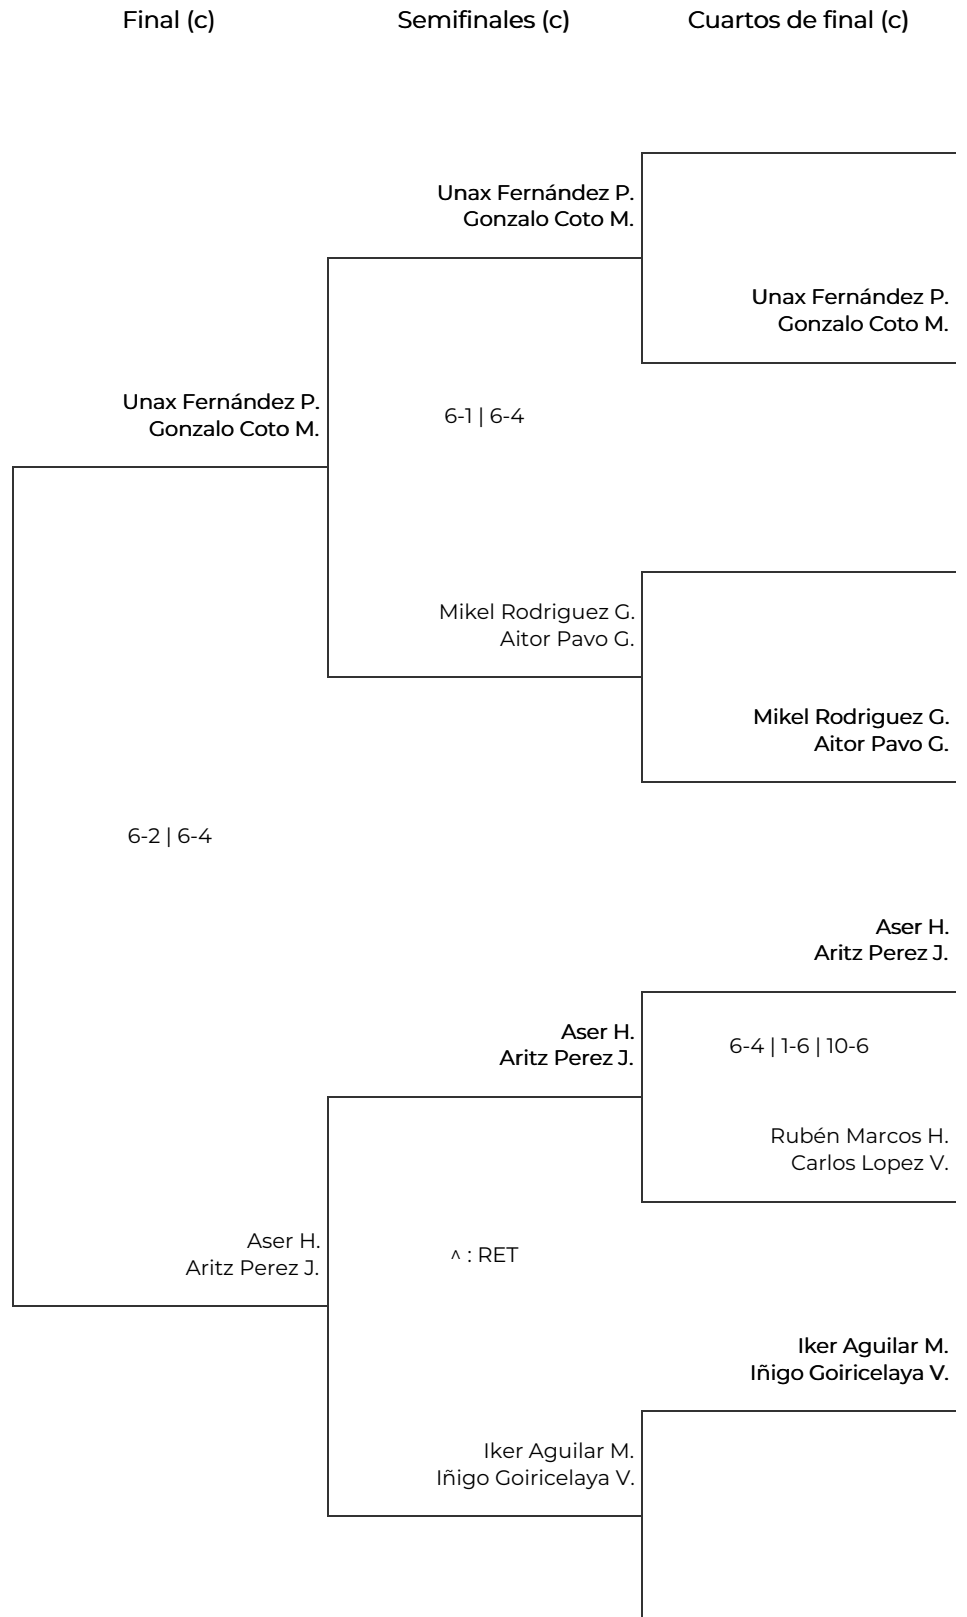 Final (c)
Semifinales (c)
Cuartos de final (c)
Unax Fernández P.
Gonzalo Coto M.
Unax Fernández P.
Gonzalo Coto M.
Unax Fernández P.
Gonzalo Coto M.
6-1 | 6-4
Mikel Rodriguez G.
Aitor Pavo G.
Mikel Rodriguez G.
Aitor Pavo G.
6-2 | 6-4
Aser H.
Aritz Perez J.
Aser H.
Aritz Perez J.
6-4 | 1-6 | 10-6
Rubén Marcos H.
Carlos Lopez V.
Aser H.
Aritz Perez J.
^ : RET
Iker Aguilar M.
Iñigo Goiricelaya V.
Iker Aguilar M.
Iñigo Goiricelaya V.